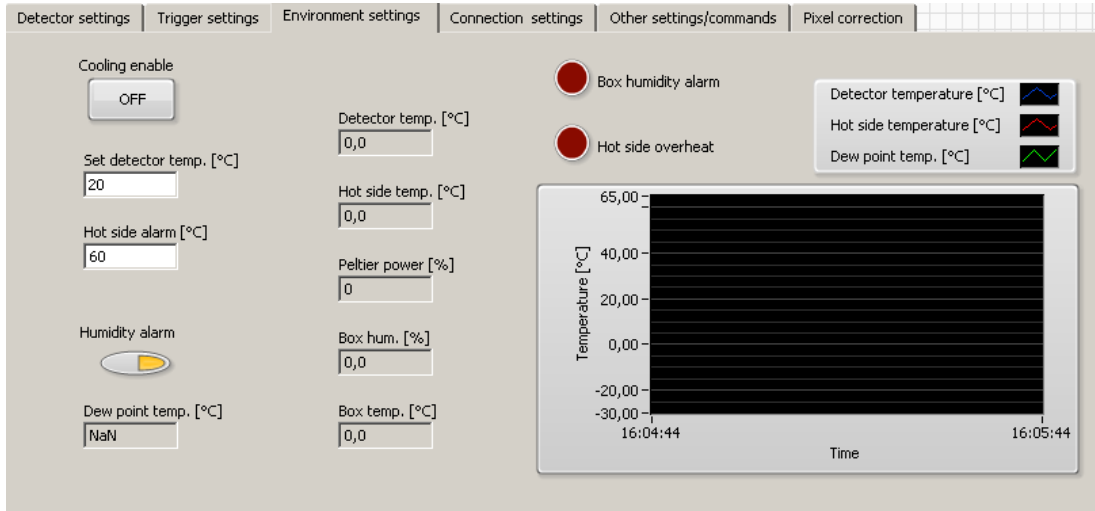 Detector settings
Trigger settings
Environment settings
Connection settings
Other settings/commands
Pixel correction
Cooling enable
OFF
Set detector temp. [°C]
20
Hot side alarm [°C]
60
Humidity alarm
Dew point temp. [°C]
NaN
Detector temp. [°C]
0,0
Hot side temp. [°C]
0,0
Peltier power [%]
0
Box hum. [%]
0,0
Box temp. [°C]
0,0
Box humidity alarm
Hot side overheat
Detector temperature [°C]
Hot side temperature [°C]
Dew point temp. [°C]
Temperature [°C]
65,00
40,00
20,00
0,00
-20,00
-30,00
16:04:44
16:05:44
Time